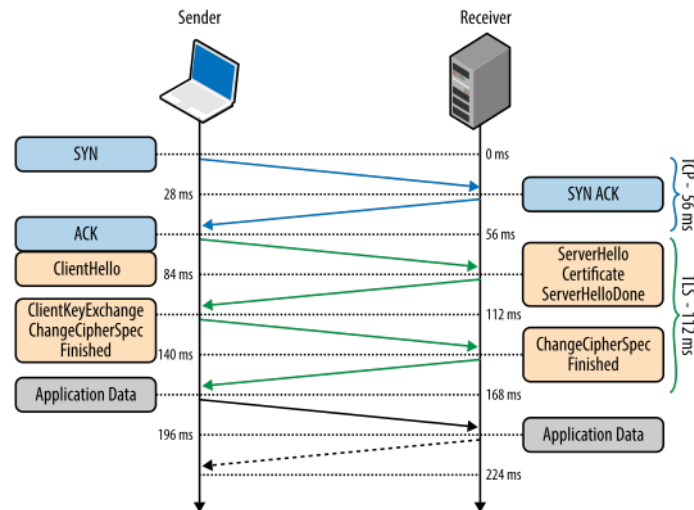 Sender
Receiver
SYN
0 ms
28 ms
SYN ACK
TCP - 56 ms
ACK
56 ms
ClientHello
84 ms
ServerHello
Certificate
ServerHelloDone
TLS - 112 ms
ClientKeyExchange
ChangeCipherSpec
Finished
112 ms
140 ms
ChangeCipherSpec
Finished
Application Data
168 ms
196 ms
Application Data
224 ms